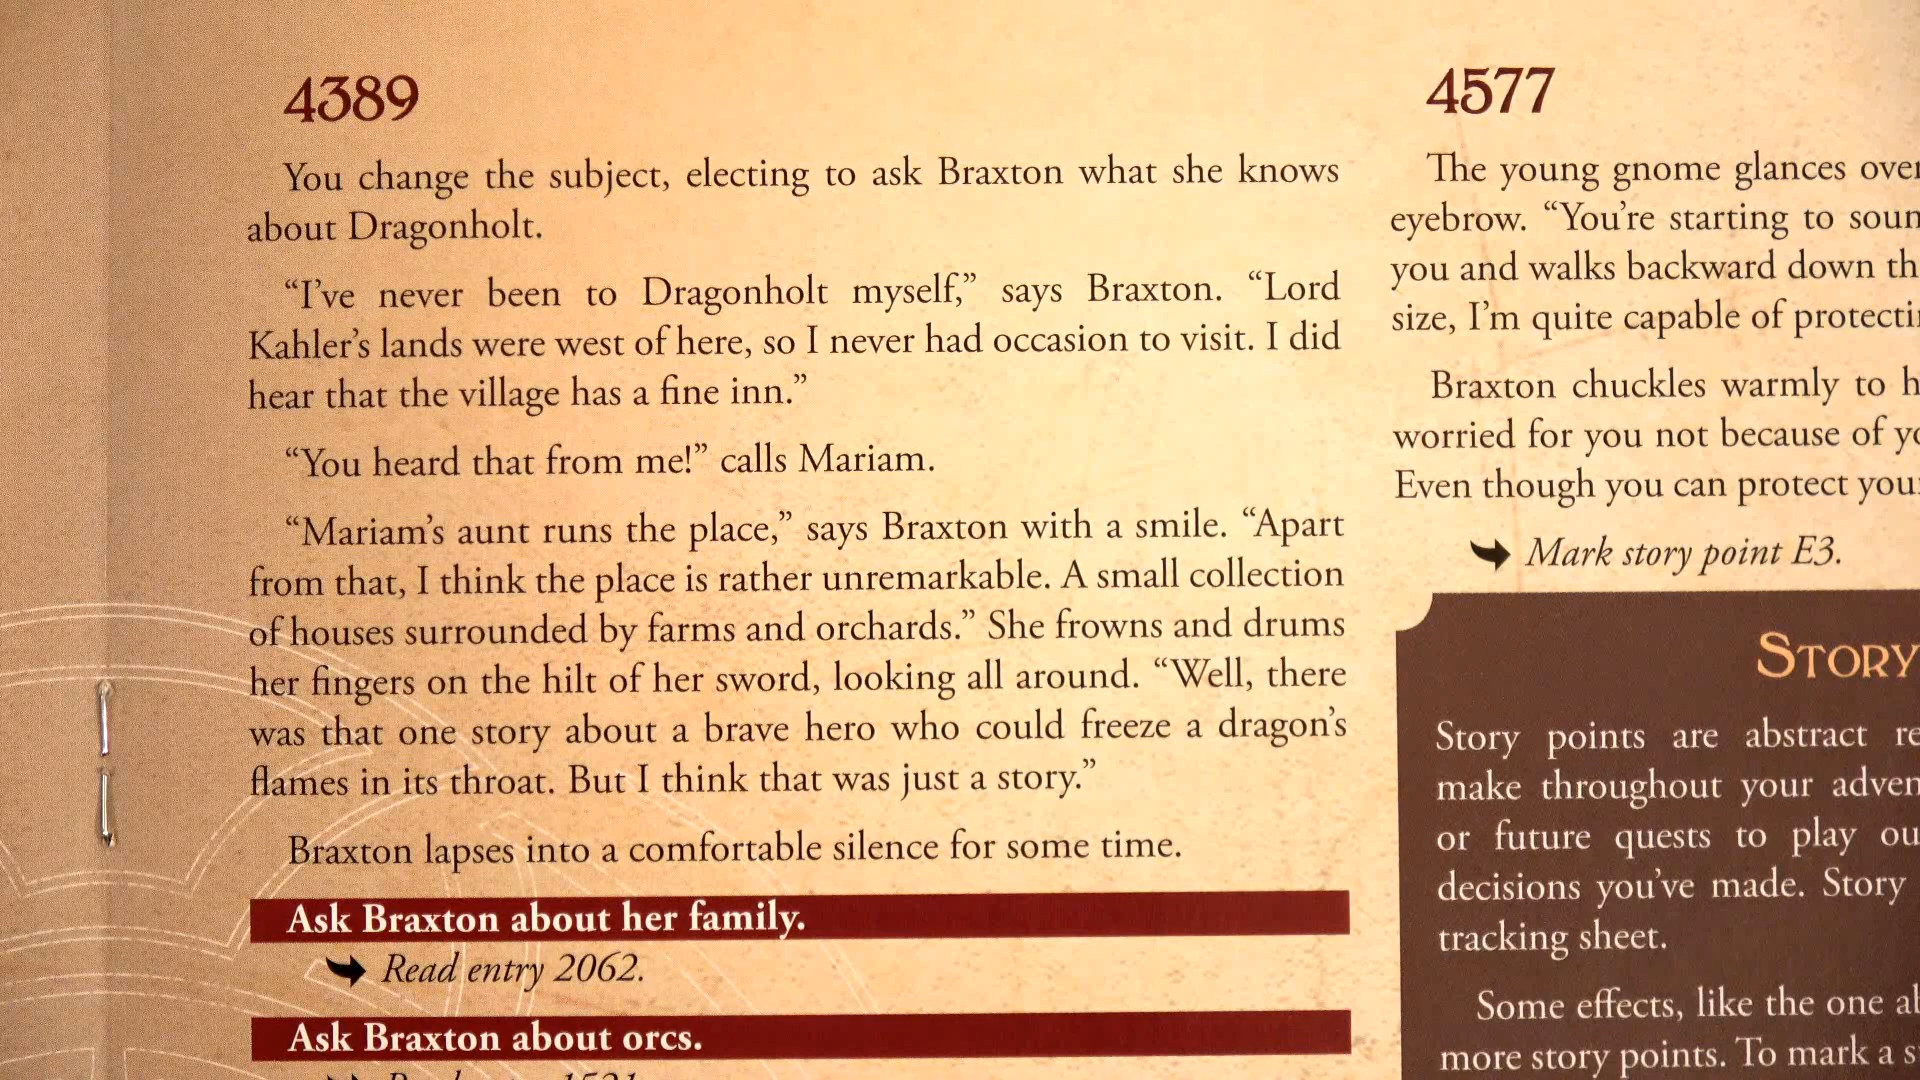 4389
You change the subject, electing to ask Braxton what she knows
about Dragonholt.
“I’ve never been to Dragonholt myself,” says Braxton. “Lord
Kahler’s lands were west of here, so I never had occasion to visit. I did
hear that the village has a fine inn.”
“You heard that from me!” calls Mariam.
“Mariam’s aunt runs the place,” says Braxton with a smile. “Apart
from that, I think the place is rather unremarkable. A small collection
of houses surrounded by farms and orchards.” She frowns and drums
her fingers on the hilt of her sword, looking all around. “Well, there
was that one story about a brave hero who could freeze a dragon’s
flames in its throat. But I think that was just a story.”
Braxton lapses into a comfortable silence for some time.
Ask Braxton about her family.
Read entry 2062.
Ask Braxton about orcs.
4577
The young gnome glances over
eyebrow. “You’re starting to
you and walks backward down
size, I’m quite capable of
Braxton chuckles warmly to
worried for you not because of
Even though you can protect
Mark story point E3.
STORY
Story points are abstract
make throughout your
or future quests to play
decisions you’ve made. Story
tracking sheet.
Some effects, like the one
more story points. To mark a